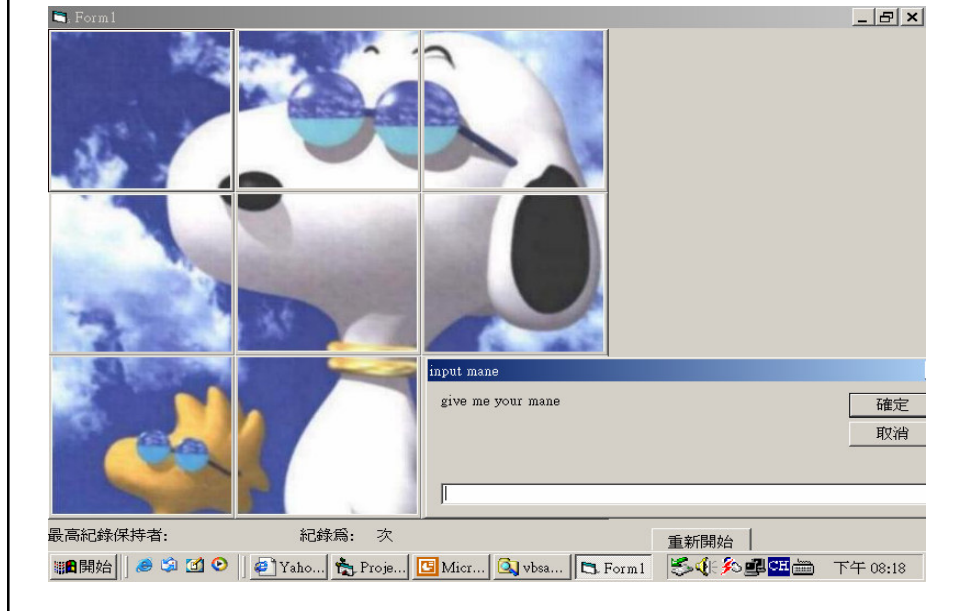 Form1
input mane
give me your mane
確定
取消
最高紀錄保持者:
紀錄為: 次
重新開始
開始 Yaho... Proje... Micr... vbsa... Form1 CH 下午 08:18